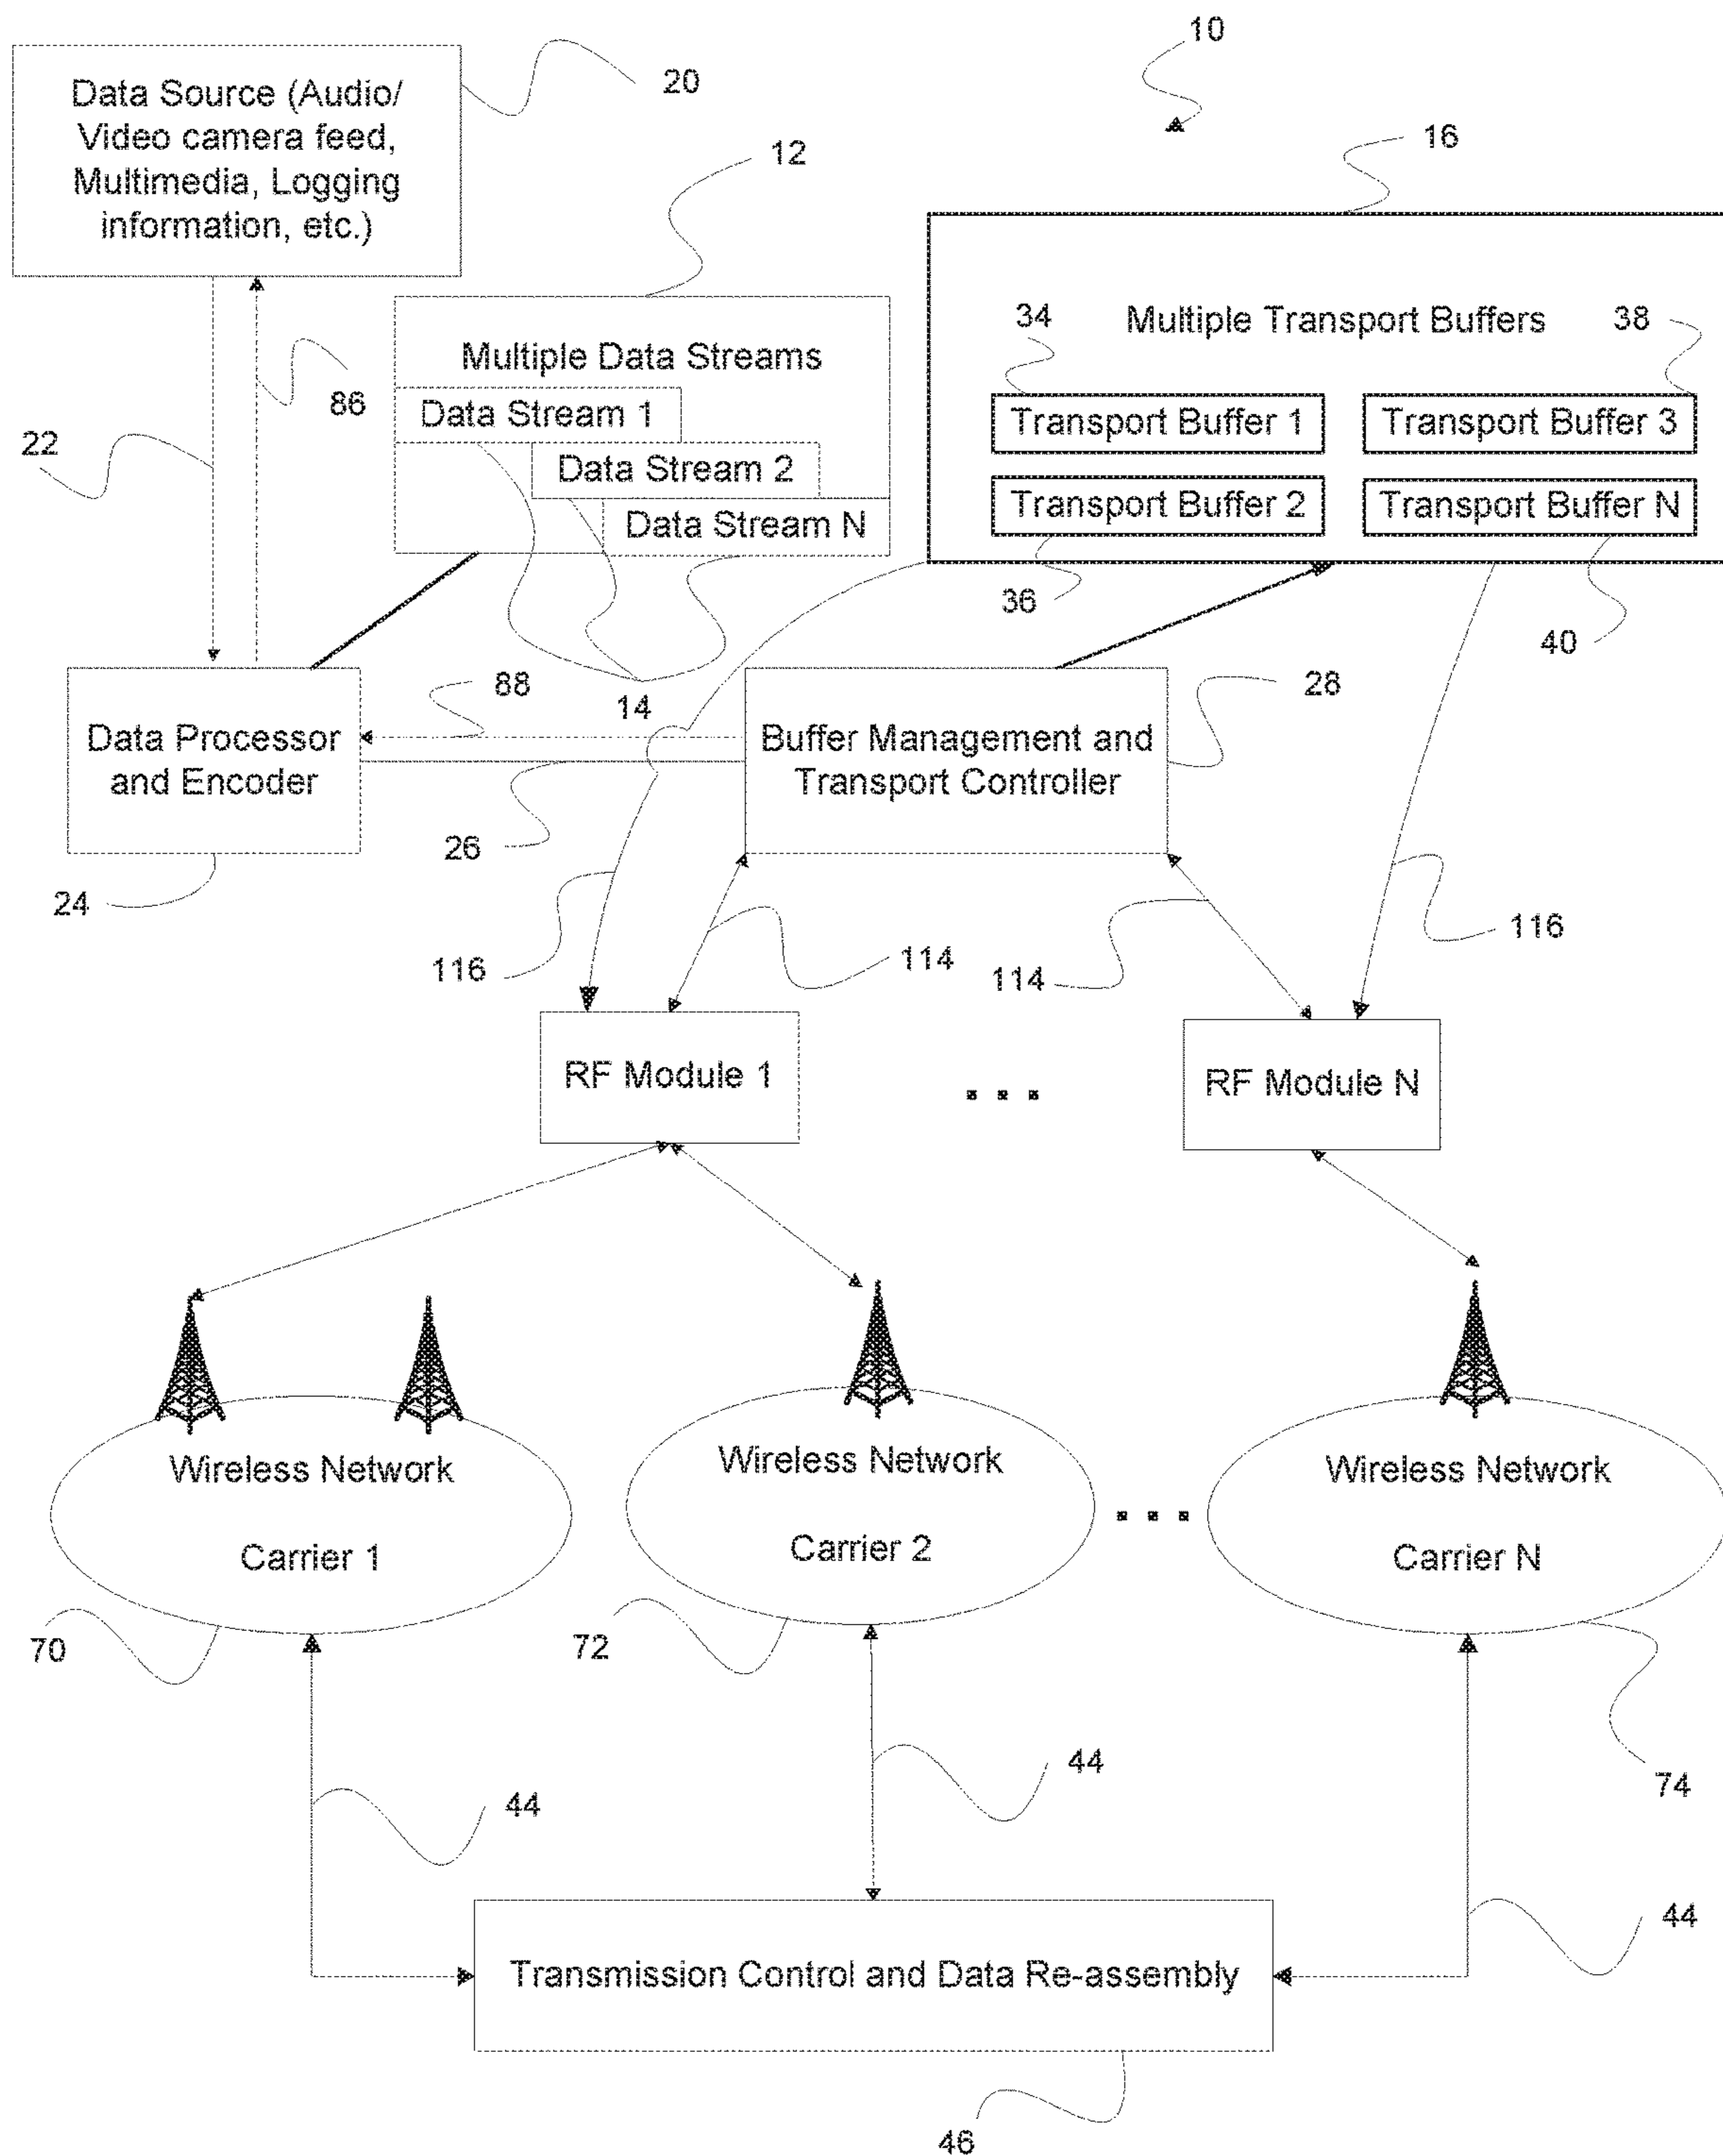 10
20
Data Source (Audio/
Video camera feed,
Multimedia, Logging
information, etc.)
12
16
Multiple Data Streams
Data Stream 1
Data Stream 2
Data Stream N
34
Multiple Transport Buffers
38
Transport Buffer 1
Transport Buffer 3
Transport Buffer 2
Transport Buffer N
86
22
36
40
88
14
28
Data Processor
and Encoder
Buffer Management and
Transport Controller
26
24
116
114
114
116
RF Module 1
...
RF Module N
Wireless Network
Carrier 1
Wireless Network
Carrier 2
...
Wireless Network
Carrier N
70
72
74
44
44
44
Transmission Control and Data Re-assembly
46